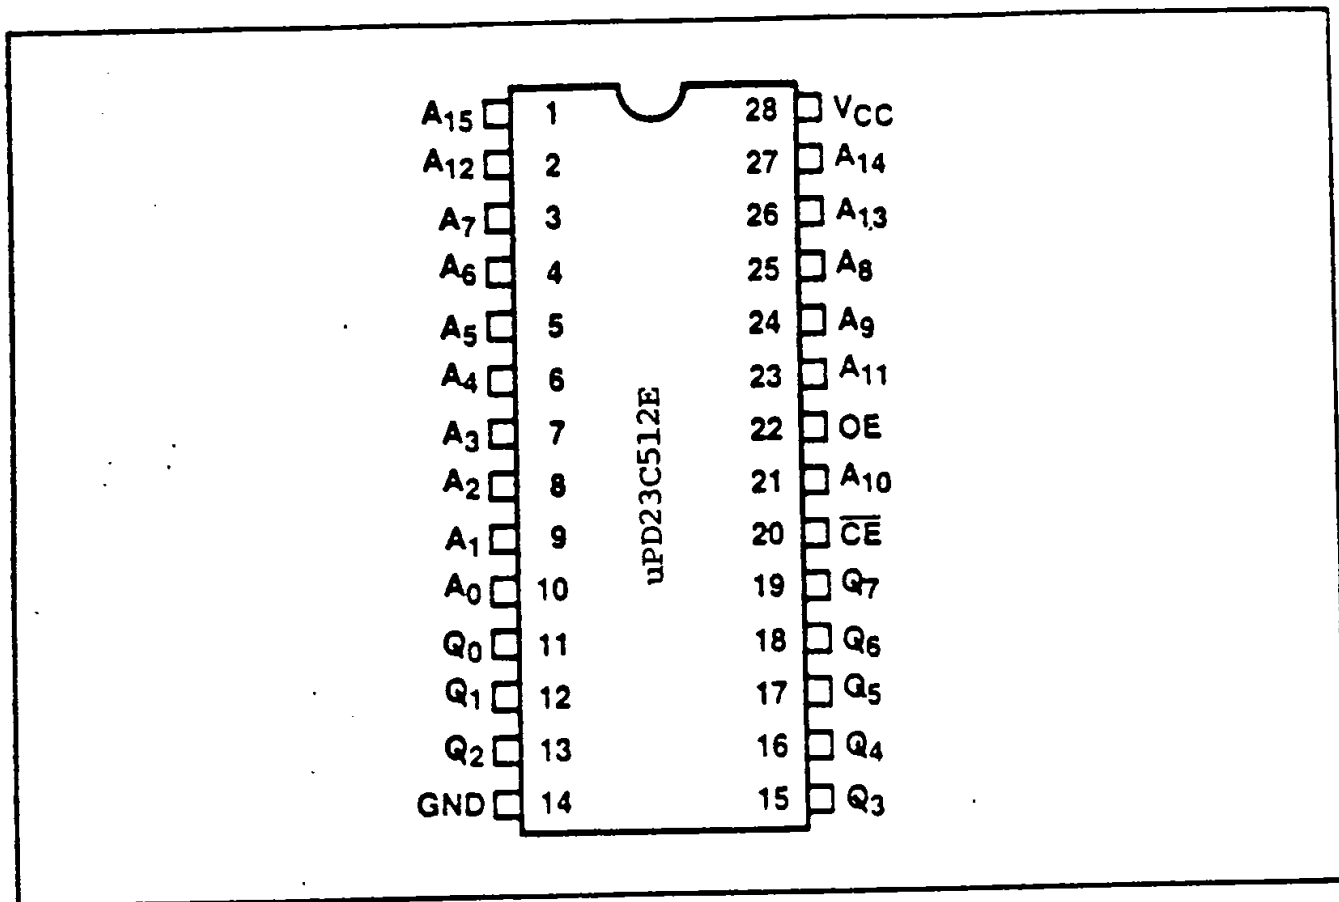 A15 1 28 VCC
A12 2 27 A14
A7 3 26 A13
A6 4 25 A8
A5 5 24 A9
A4 6 23 A11
A3 7 22 OE
A2 8 21 A10
A1 9 20 C̅E̅
A0 10 19 Q7
Q0 11 18 Q6
Q1 12 17 Q5
Q2 13 16 Q4
GND 14 15 Q3
uPD23C512E